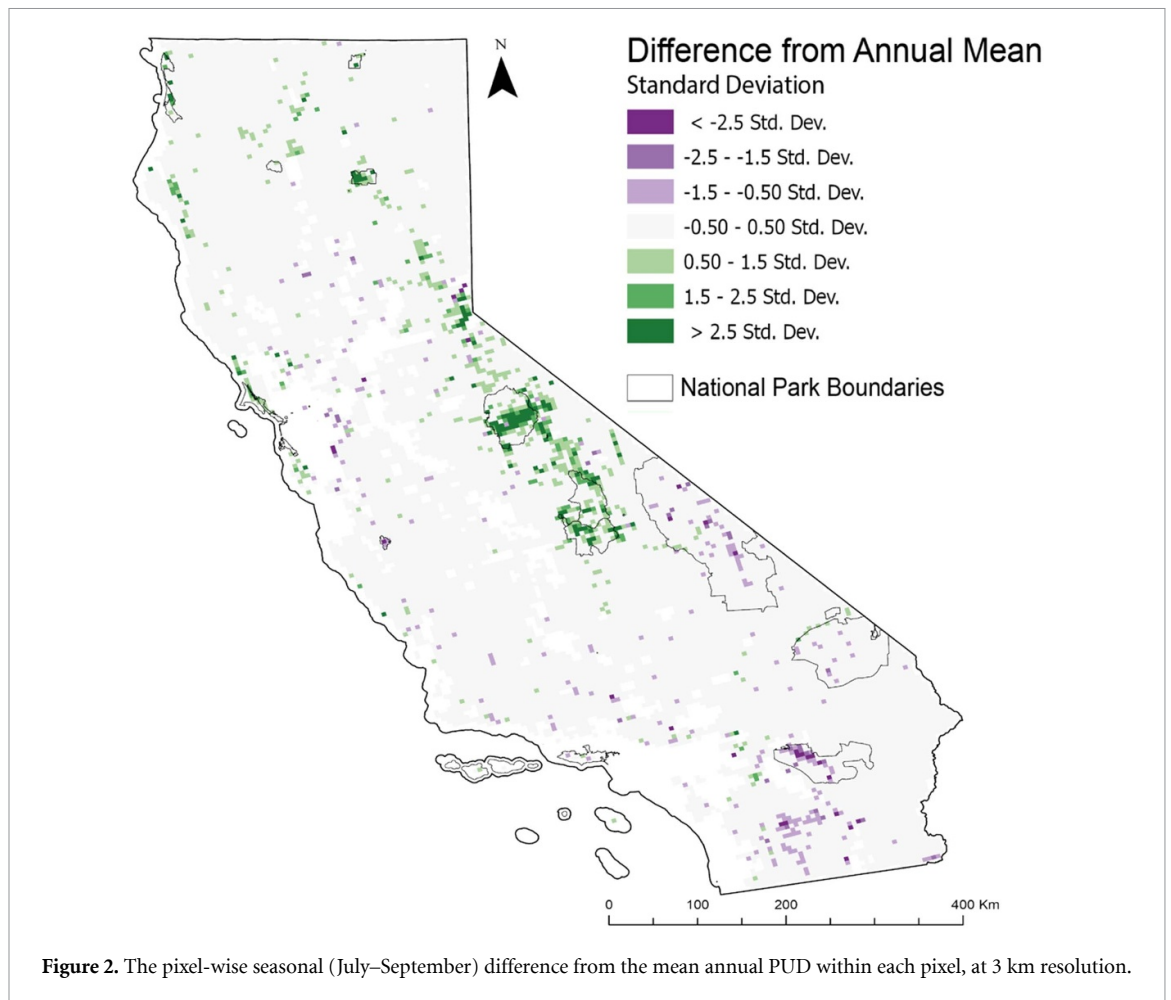 N
Difference from Annual Mean
Standard Deviation
< -2.5 Std. Dev.
-2.5 - -1.5 Std. Dev.
-1.5 - -0.50 Std. Dev.
-0.50 - 0.50 Std. Dev.
0.50 - 1.5 Std. Dev.
1.5 - 2.5 Std. Dev.
> 2.5 Std. Dev.
National Park Boundaries
0 100 200 400 Km
Figure 2. The pixel-wise seasonal (July–September) difference from the mean annual PUD within each pixel, at 3 km resolution.